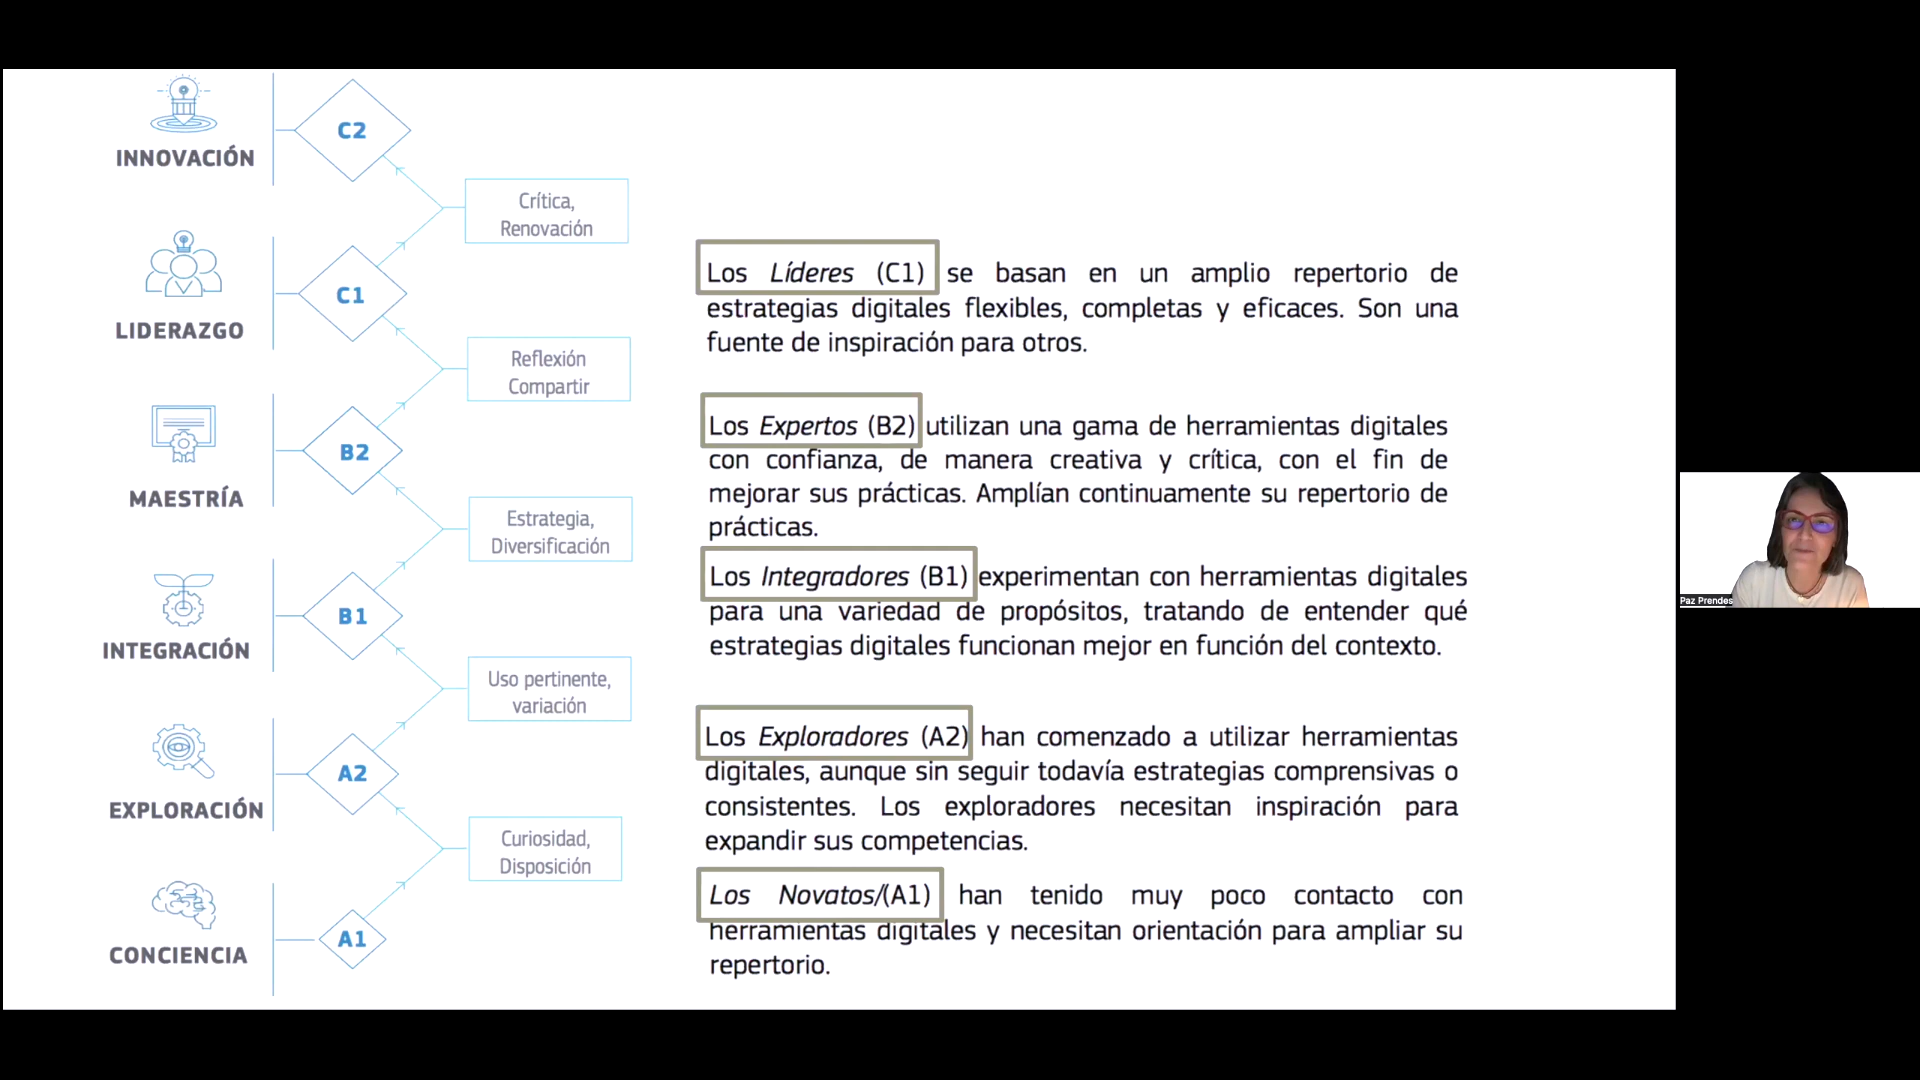 C2
INNOVACIÓN
Crítica,
Renovación
C1
LIDERAZGO
Reflexión
Compartir
B2
MAESTRÍA
Estrategia,
Diversificación
B1
INTEGRACIÓN
Uso pertinente,
variación
A2
EXPLORACIÓN
Curiosidad,
Disposición
A1
CONCIENCIA
Los Líderes (C1) se basan en un amplio repertorio de
estrategias digitales flexibles, completas y eficaces. Son una
fuente de inspiración para otros.
Los Expertos (B2) utilizan una gama de herramientas digitales
con confianza, de manera creativa y crítica, con el fin de
mejorar sus prácticas. Amplían continuamente su repertorio de
prácticas.
Los Integradores (B1) experimentan con herramientas digitales
para una variedad de propósitos, tratando de entender qué
estrategias digitales funcionan mejor en función del contexto.
Los Exploradores (A2) han comenzado a utilizar herramientas
digitales, aunque sin seguir todavía estrategias comprensivas o
consistentes. Los exploradores necesitan inspiración para
expandir sus competencias.
Los Novatos/(A1) han tenido muy poco contacto con
herramientas digitales y necesitan orientación para ampliar su
repertorio.
Paz Prendes